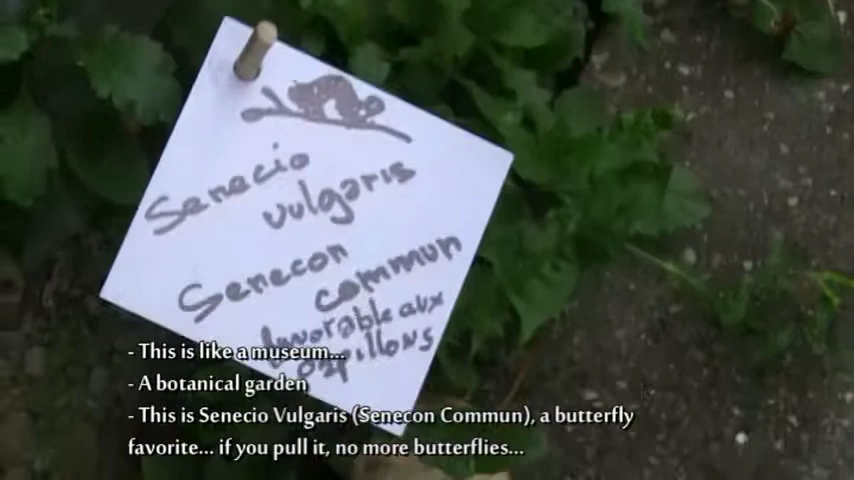 Senecio
vulgaris
Senecon
commun
favorable aux
papillons
- This is like a museum...
- A botanical garden
- This is Senecio Vulgaris (Senecon Commun), a butterfly
favorite... if you pull it, no more butterflies...